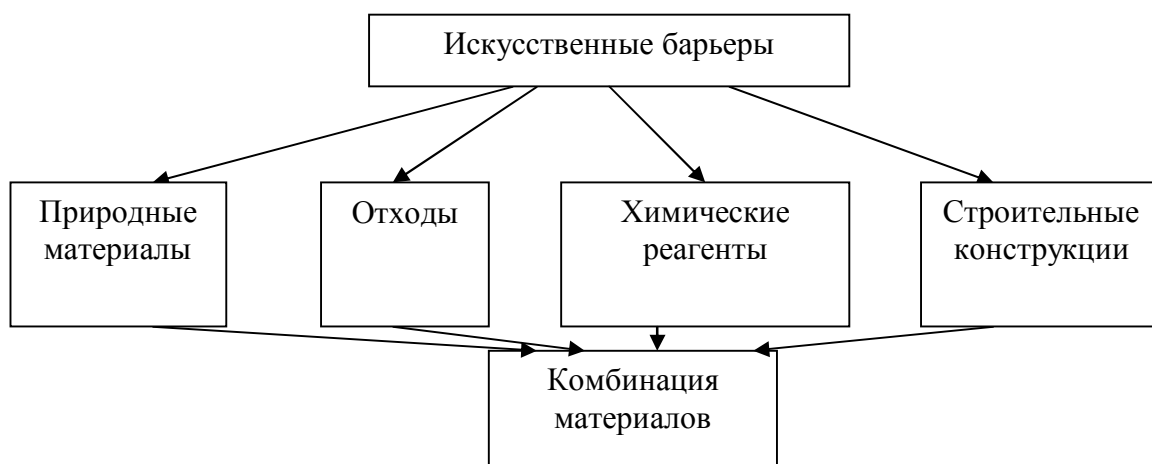 Искусственные барьеры
Природные
материалы
Отходы
Химические
реагенты
Строительные
конструкции
Комбинация
материалов